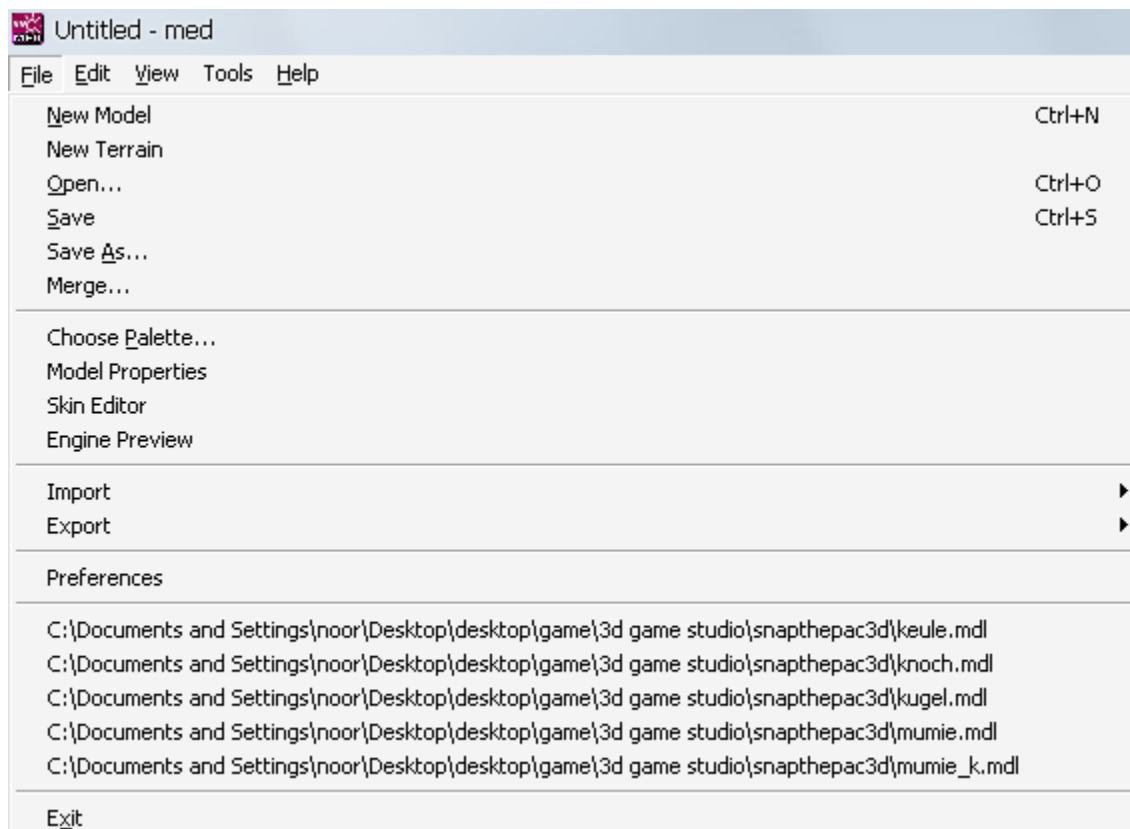 Untitled - med
File Edit View Tools Help
New Model Ctrl+N
New Terrain
Open... Ctrl+O
Save Ctrl+S
Save As...
Merge...
Choose Palette...
Model Properties
Skin Editor
Engine Preview
Import
Export
Preferences
C:\Documents and Settings\noor\Desktop\desktop\game\3d game studio\snapthepac3d\keule.mdl
C:\Documents and Settings\noor\Desktop\desktop\game\3d game studio\snapthepac3d\knoch.mdl
C:\Documents and Settings\noor\Desktop\desktop\game\3d game studio\snapthepac3d\kugel.mdl
C:\Documents and Settings\noor\Desktop\desktop\game\3d game studio\snapthepac3d\mumie.mdl
C:\Documents and Settings\noor\Desktop\desktop\game\3d game studio\snapthepac3d\mumie_k.mdl
Exit